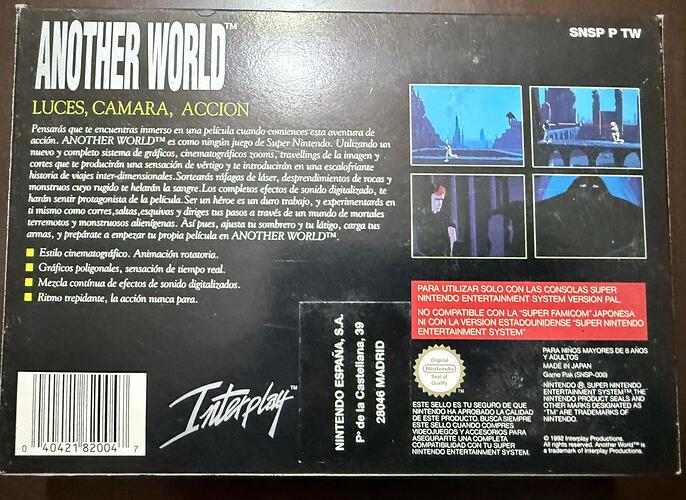 ANOTHER WORLD™
SNSP P TW
LUCES, CAMARA, ACCION
Pensarás que te encuentras inmerso en una película cuando comiences esta aventura de
acción. ANOTHER WORLD™ es como ningún juego de Super Nintendo. Utilizando un
nuevo y completo sistema de gráficos, cinematográficos zooms, travellings de la imagen y
cortes que te producirán una sensación de vértigo y te introducirán en una escalofriante
historia de viajes inter-dimensionales.Sortearás ráfagas de láser, desprendimientos de rocas y
monstruos cuyo rugido te helarán la sangre.Los completos efectos de sonido digitalizado, te
harán sentir protagonista de la película.Ser un héroe es un duro trabajo, y experimentarás en
ti mismo como corres,saltas,esquivas y diriges tus pasos a través de un mundo de mortales
terremotos y monstruosos alienígenas. Así pues, ajusta tu sombrero y tu látigo, carga tus
armas, y prepárate a empezar tu propia película en ANOTHER WORLD™.
Estilo cinematográfico. Animación rotatoria.
Gráficos poligonales, sensación de tiempo real.
Mezcla contínua de efectos de sonido digitalizados.
Ritmo trepidante, la acción nunca para.
PARA UTILIZAR SOLO CON LAS CONSOLAS SUPER
NINTENDO ENTERTAINMENT SYSTEM VERSION PAL.
NO COMPATIBLE CON LA "SUPER FAMICOM" JAPONESA
NI CON LA VERSION ESTADOUNIDENSE "SUPER NINTENDO
ENTERTAINMENT SYSTEM"
0 40421 82004 7
Interplay™
NINTENDO ESPAÑA, S.A.
Pº de la Castellana, 39
28046 MADRID
Original
Nintendo
Seal of
Quality
TM
ESTE SELLO ES TU SEGURO DE QUE
NINTENDO HA APROBADO LA CALIDAD
DE ESTE PRODUCTO. BUSCA SIEMPRE
ESTE SELLO CUANDO COMPRES
VIDEOJUEGOS Y ACCESORIOS PARA
ASEGURARTE UNA COMPLETA
COMPATIBILIDAD CON TU SUPER
NINTENDO ENTERTAINMENT SYSTEM.
PARA NIÑOS MAYORES DE 8 AÑOS
Y ADULTOS
MADE IN JAPAN
Game Pak (SNSP-006)
NINTENDO ®, SUPER NINTENDO
ENTERTAINMENT SYSTEM™, THE
NINTENDO PRODUCT SEALS AND
OTHER MARKS DESIGNATED AS
"TM" ARE TRADEMARKS OF
NINTENDO.
© 1992 Interplay Productions.
All rights reserved. Another World™ is
a trademark of Interplay Productions.